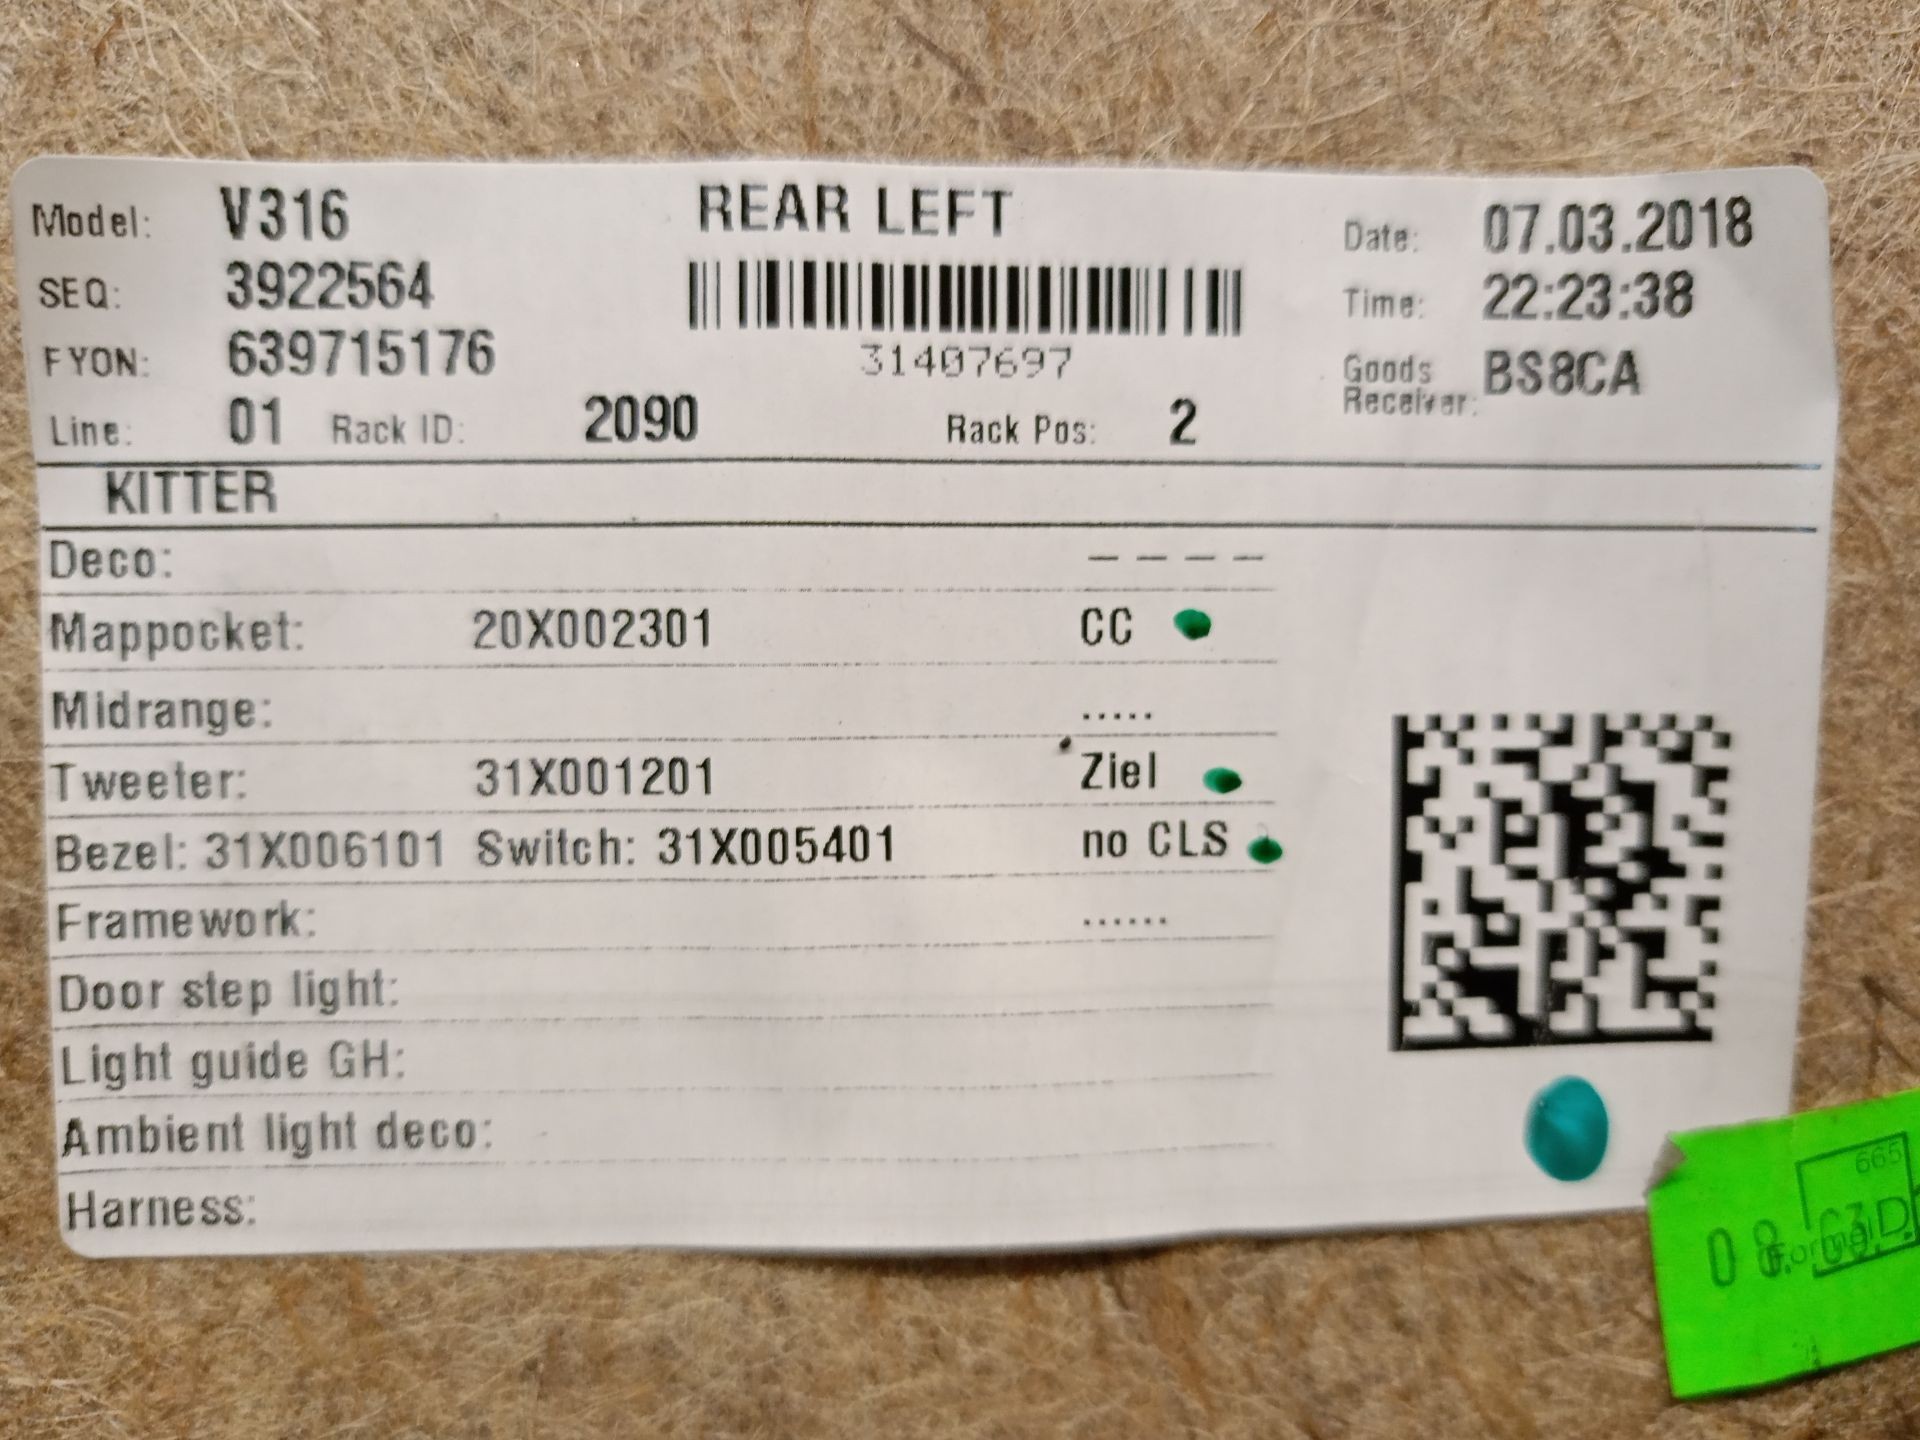 Model: V316 REAR LEFT Date: 07.03.2018
SEQ: 3922564 Time: 22:23:38
FYON: 639715176 31407697 Goods Receiver: BS8CA
Line: 01 Rack ID: 2090 Rack Pos: 2
KITTER
Deco: – – – –
Mappocket: 20X002301 CC
Midrange: .....
Tweeter: 31X001201 Ziel
Bezel: 31X006101 Switch: 31X005401 no CLS
Framework: ......
Door step light:
Light guide GH:
Ambient light deco:
Harness:
665